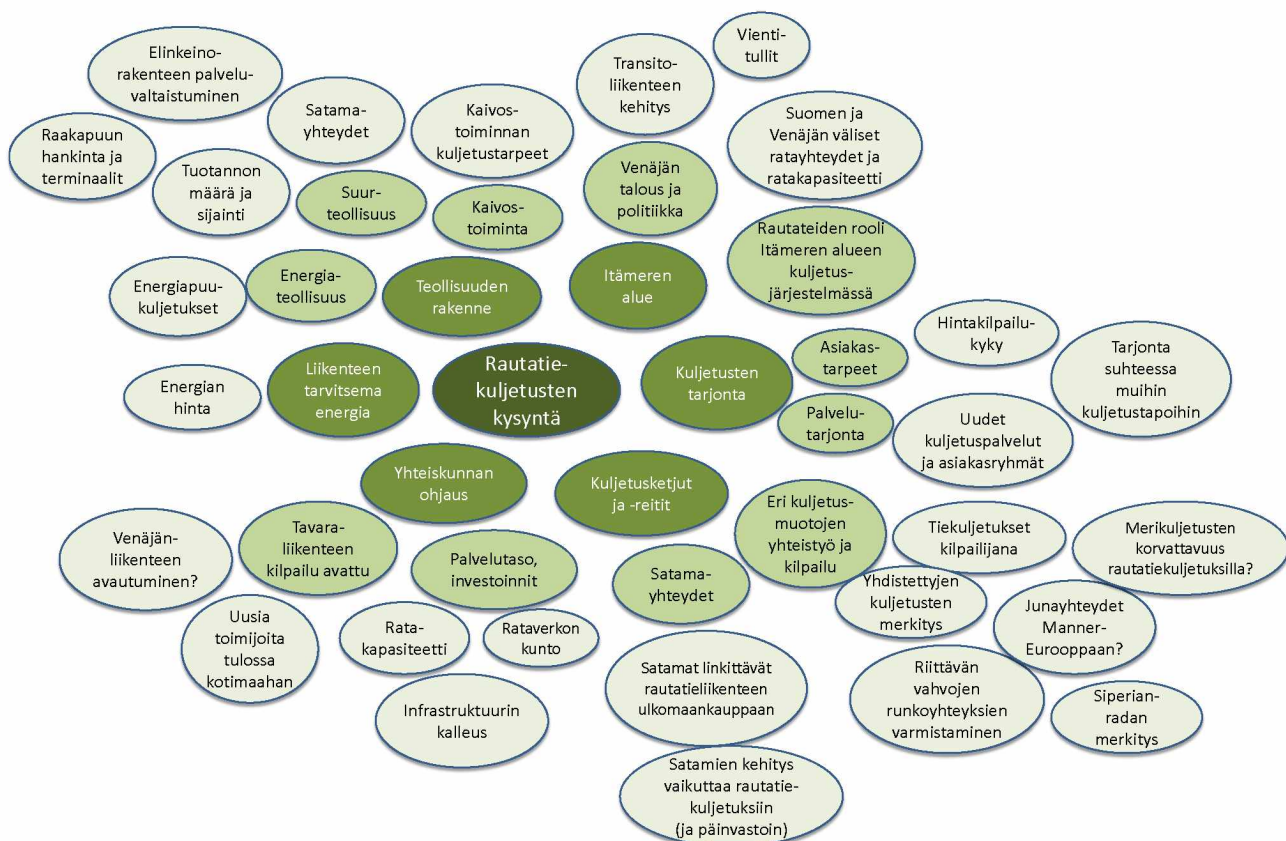 Elinkeino-
rakenteen palvelu-
valtaistuminen
Satama-
yhteydet
Kaivos-
toiminnan
kuljetustarpeet
Transito-
liikenteen
kehitys
Vienti-
tullit
Raakapuun
hankinta ja
terminaalit
Tuotannon
määrä ja
sijainti
Suur-
teollisuus
Kaivos-
toiminta
Venäjän
talous ja
politiikka
Suomen ja
Venäjän väliset
ratayhteydet ja
ratakapasiteetti
Energiapuu-
kuljetukset
Energia-
teollisuus
Teollisuuden
rakenne
Itämeren
alue
Rautateiden rooli
Itämeren alueen
kuljetus-
järjestelmässä
Energian
hinta
Liikenteen
tarvitsema
energia
Rautatie-
kuljetusten
kysyntä
Kuljetusten
tarjonta
Asiakas-
tarpeet
Hintakilpailu-
kyky
Tarjonta
suhteessa
muihin
kuljetustapoihin
Palvelu-
tarjonta
Uudet
kuljetuspalvelut
ja asiakasryhmät
Yhteiskunnan
ohjaus
Kuljetusketjut
ja -reitit
Venäjän-
liikenteen
avautuminen?
Tavara-
liikenteen
kilpailu avattu
Palvelutaso,
investoinnit
Satama-
yhteydet
Eri kuljetus-
muotojen
yhteistyö ja
kilpailu
Tiekuljetukset
kilpailijana
Merikuljetusten
korvattavuus
rautatiekuljetuksilla?
Uusia
toimijoita
tulossa
kotimaahan
Rata-
kapasiteetti
Rataverkon
kunto
Yhdistettyjen
kuljetusten
merkitys
Junayhteydet
Manner-
Eurooppaan?
Infrastruktuurin
kalleus
Satamat linkittävät
rautatieliikenteen
ulkomaankauppaan
Riittävän
vahvojen
runkoyhteyksien
varmistaminen
Siperian-
radan
merkitys
Satamien kehitys
vaikuttaa rautatie-
kuljetuksiin
(ja päinvastoin)